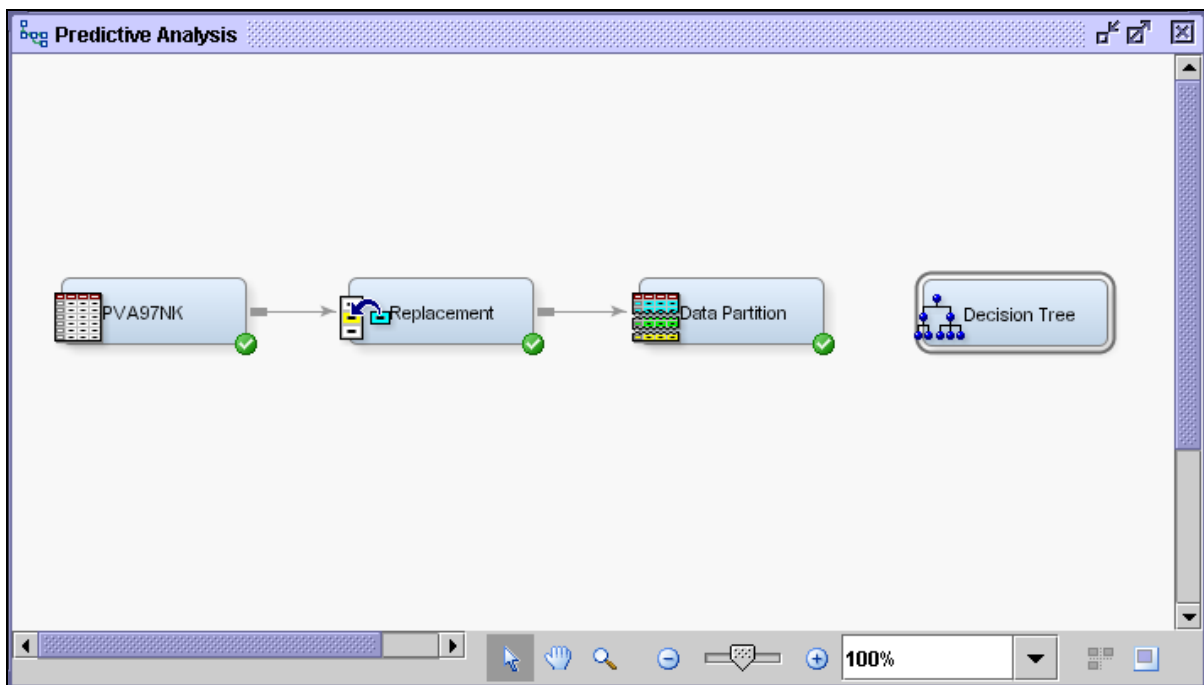 Predictive Analysis
PVA97NK
Replacement
Data Partition
Decision Tree
100%